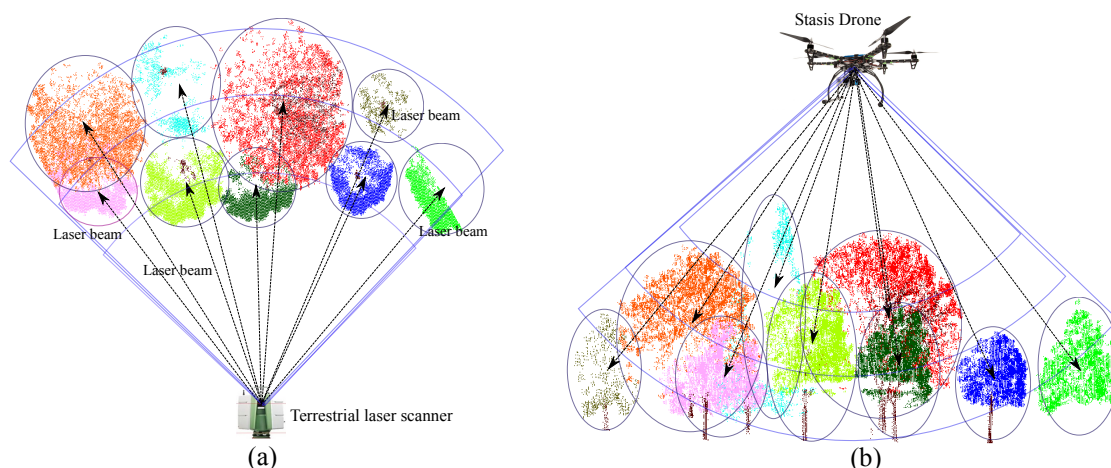 Stasis Drone
Laser beam
Laser beam
Laser beam
Laser beam
Terrestrial laser scanner
(a)
(b)